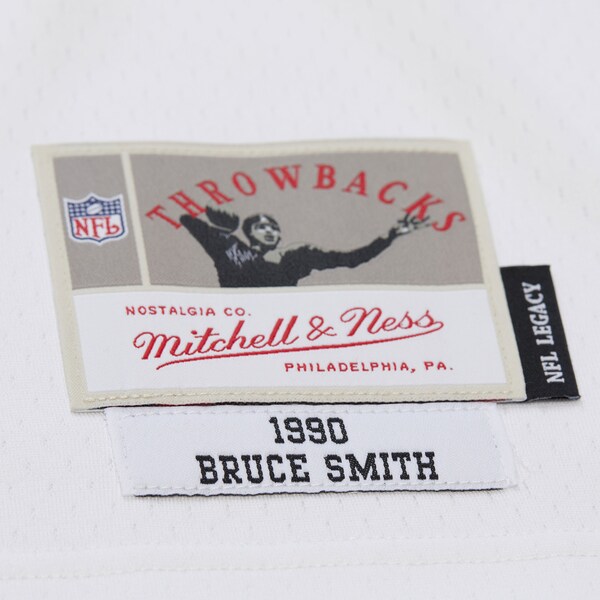 THROWBACKS
NFL
NOSTALGIA CO.
Mitchell & Ness
PHILADELPHIA, PA.
NFL LEGACY
1990
BRUCE SMITH